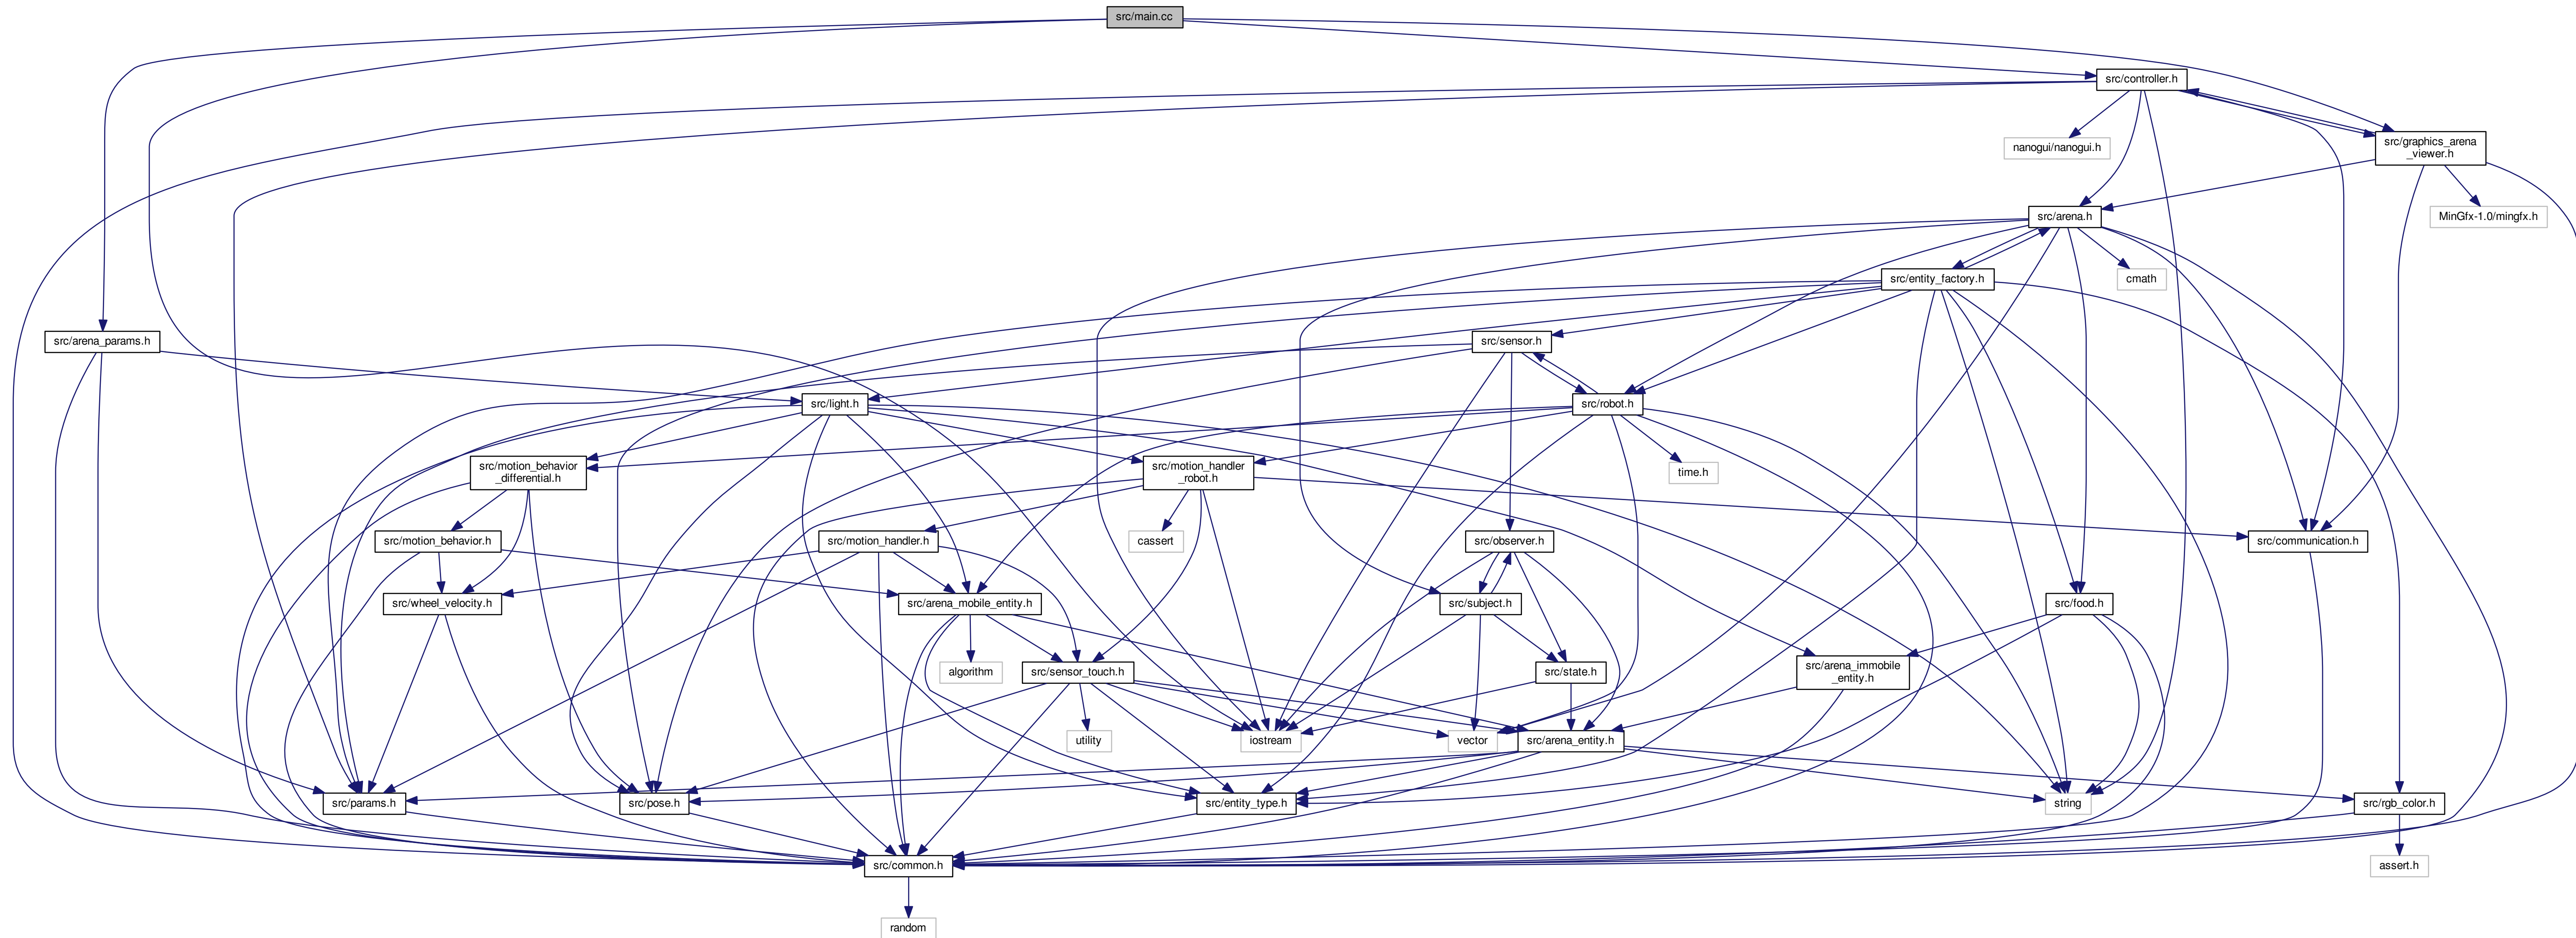 src/main.cc
src/controller.h
nanogui/nanogui.h
src/graphics_arena
_viewer.h
src/arena.h
MinGfx-1.0/mingfx.h
src/entity_factory.h
cmath
src/arena_params.h
src/sensor.h
src/light.h
src/robot.h
src/motion_behavior
_differential.h
src/motion_handler
_robot.h
time.h
src/motion_behavior.h
src/motion_handler.h
cassert
src/observer.h
src/communication.h
src/wheel_velocity.h
src/arena_mobile_entity.h
src/subject.h
src/food.h
algorithm
src/sensor_touch.h
src/state.h
src/arena_immobile
_entity.h
utility
iostream
vector
src/arena_entity.h
src/params.h
src/pose.h
src/entity_type.h
string
src/rgb_color.h
src/common.h
assert.h
random